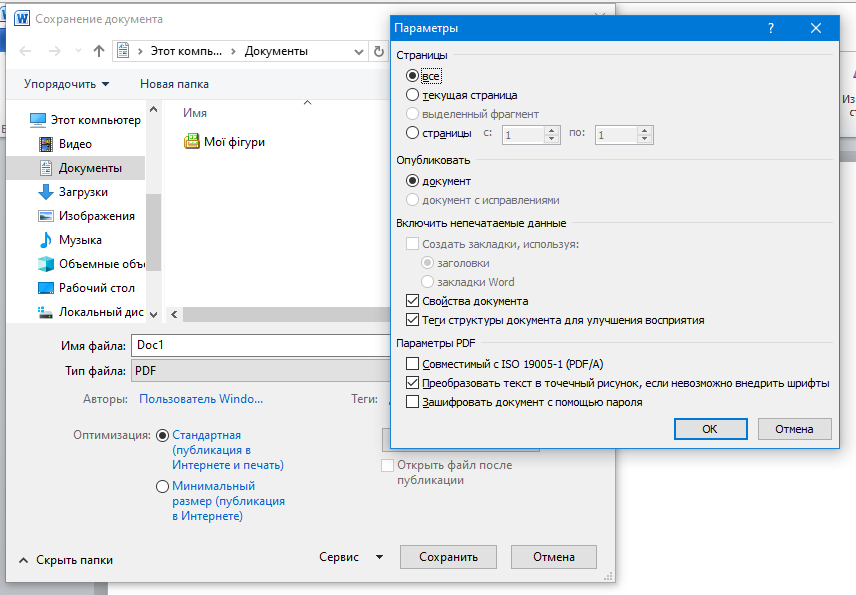 Сохранение документа
Этот компь... Документы
Упорядочить Новая папка
Этот компьютер
Видео
Документы
Загрузки
Изображения
Музыка
Объемные объ
Рабочий стол
Локальный дис
Имя
Мої фігури
Имя файла: Doc1
Тип файла: PDF
Авторы: Пользователь Windo... Теги:
Оптимизация: Стандартная
(публикация в
Интернете и печать)
Минимальный
размер (публикация
в Интернете)
Открыть файл после
публикации
Скрыть папки Сервис Сохранить Отмена
Параметры ?
Страницы
все
текущая страница
выделенный фрагмент
страницы с: 1 по: 1
Опубликовать
документ
документ с исправлениями
Включить непечатаемые данные
Создать закладки, используя:
заголовки
закладки Word
Свойства документа
Теги структуры документа для улучшения восприятия
Параметры PDF
Совместимый с ISO 19005-1 (PDF/A)
Преобразовать текст в точечный рисунок, если невозможно внедрить шрифты
Зашифровать документ с помощью пароля
ОК Отмена
Из